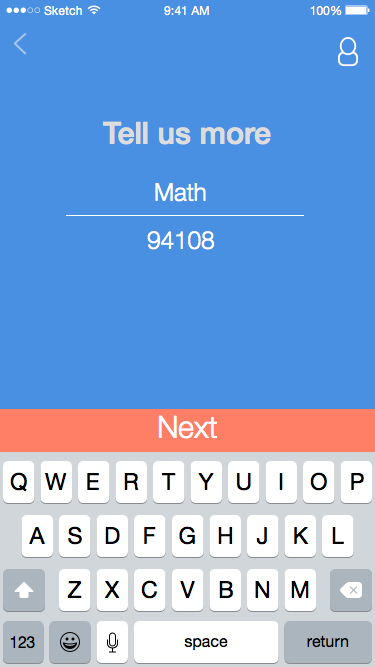 Sketch 9:41 AM 100%
Tell us more
Math
94108
Next
Q W E R T Y U I O P
A S D F G H J K L
Z X C V B N M
123 space return